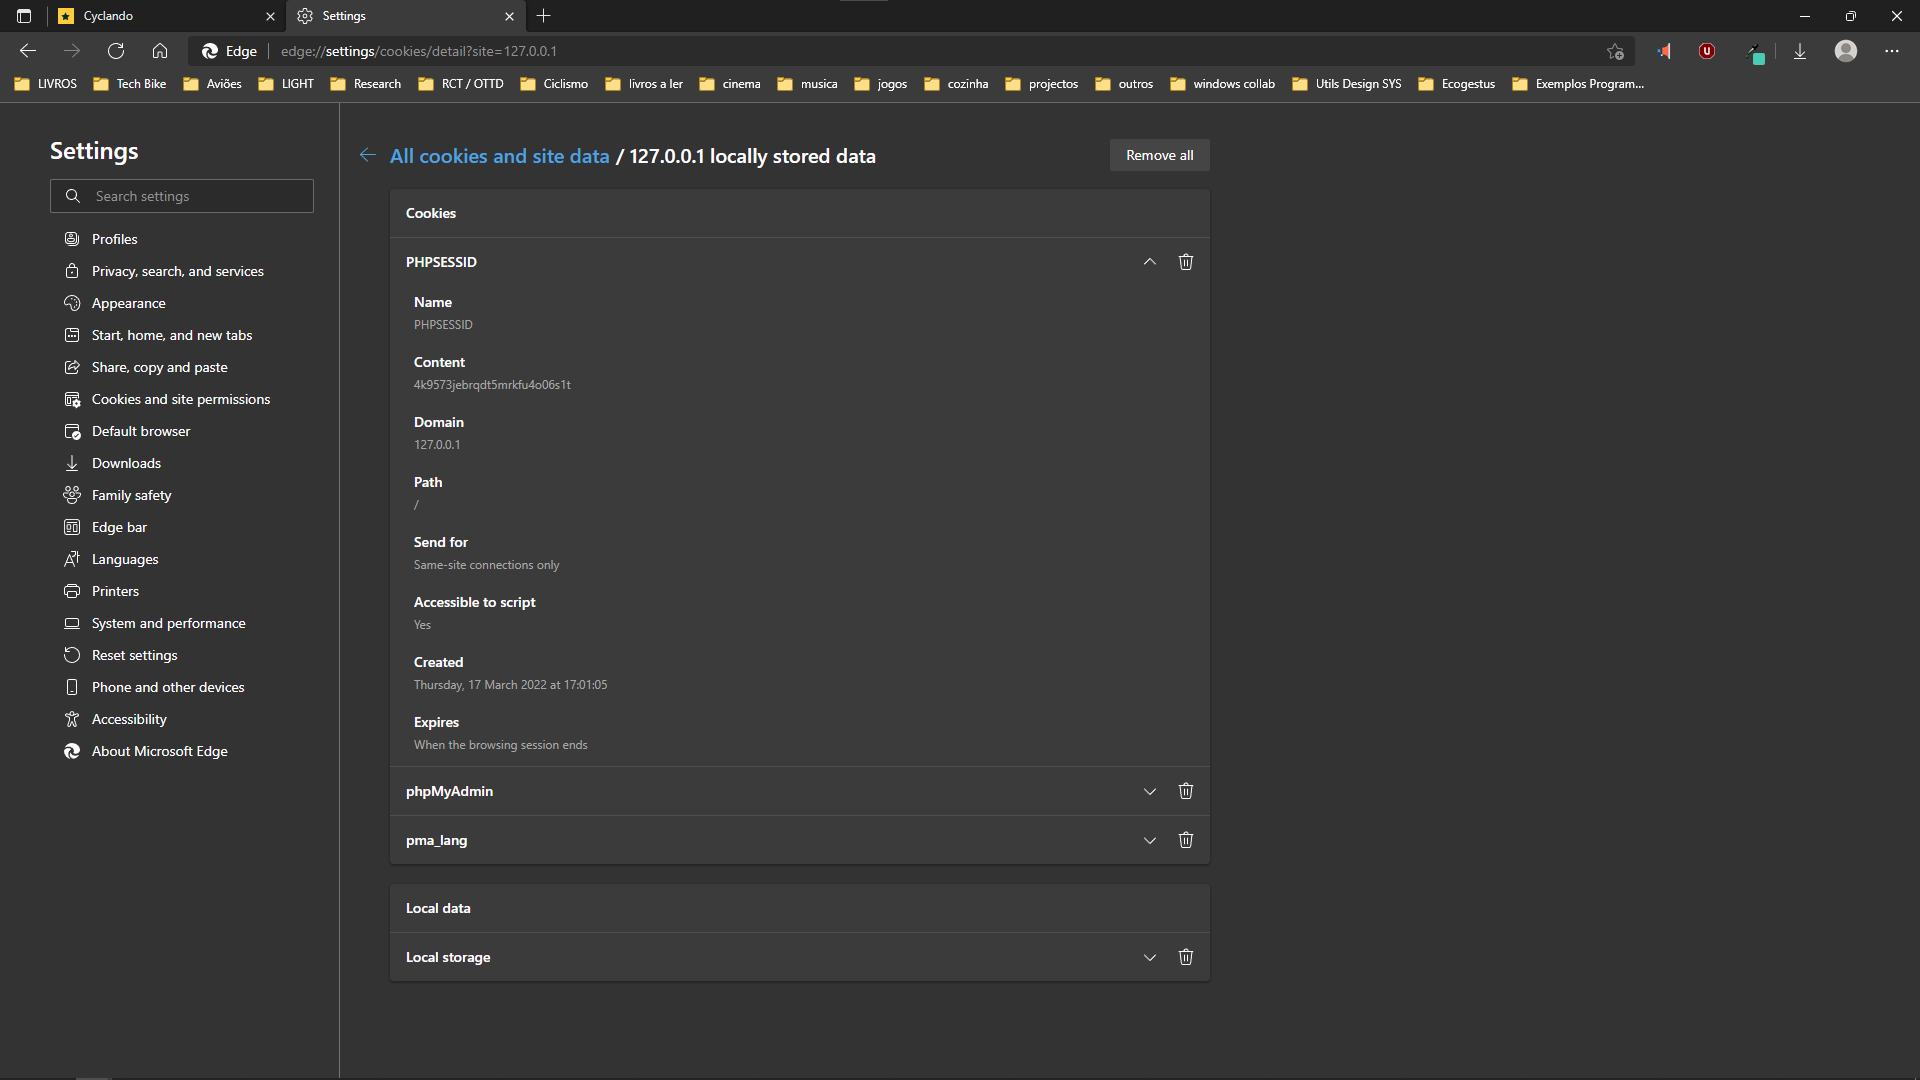 Cyclando
Settings
Edge
edge://settings/cookies/detail?site=127.0.0.1
LIVROS
Tech Bike
Aviões
LIGHT
Research
RCT / OTTD
Ciclismo
livros a ler
cinema
musica
jogos
cozinha
projectos
outros
windows collab
Utils Design SYS
Ecogestus
Exemplos Program...
Settings
Search settings
Profiles
Privacy, search, and services
Appearance
Start, home, and new tabs
Share, copy and paste
Cookies and site permissions
Default browser
Downloads
Family safety
Edge bar
Languages
Printers
System and performance
Reset settings
Phone and other devices
Accessibility
About Microsoft Edge
All cookies and site data / 127.0.0.1 locally stored data
Remove all
Cookies
PHPSESSID
Name
PHPSESSID
Content
4k9573jebrqdt5mrkfu4o06s1t
Domain
127.0.0.1
Path
/
Send for
Same-site connections only
Accessible to script
Yes
Created
Thursday, 17 March 2022 at 17:01:05
Expires
When the browsing session ends
phpMyAdmin
pma_lang
Local data
Local storage